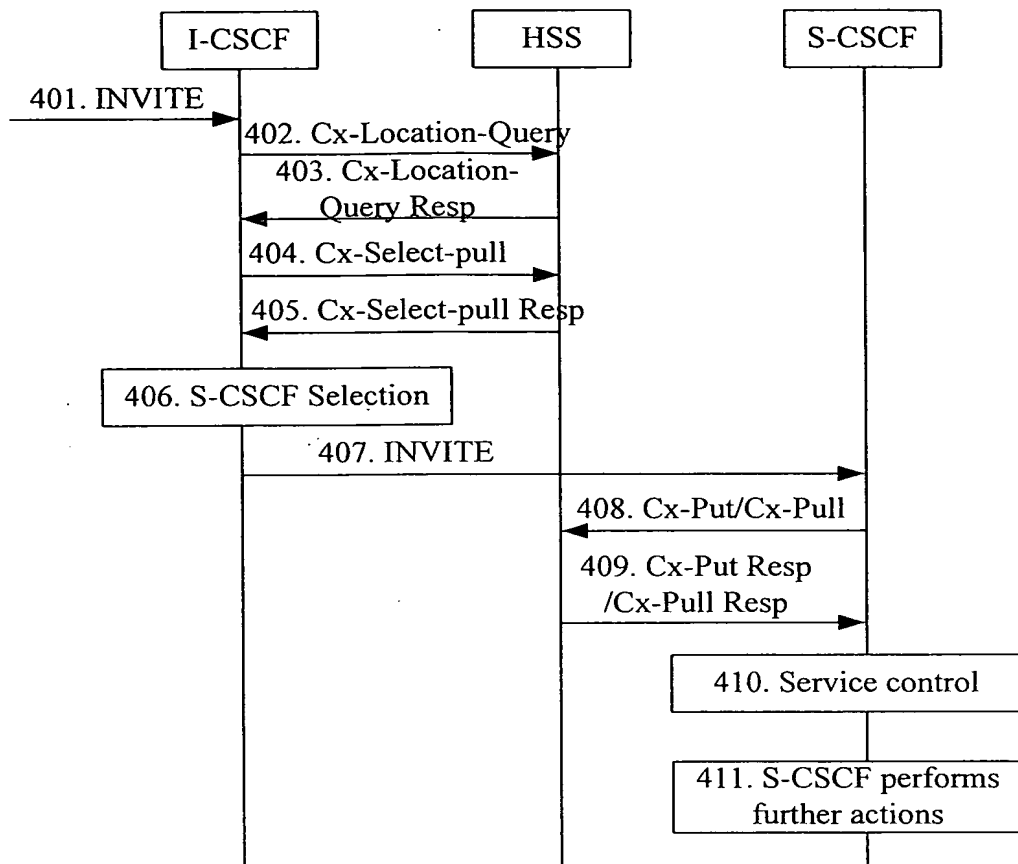 I-CSCF
HSS
S-CSCF
401. INVITE
402. Cx-Location-Query
403. Cx-Location-
Query Resp
404. Cx-Select-pull
405. Cx-Select-pull Resp
406. S-CSCF Selection
407. INVITE
408. Cx-Put/Cx-Pull
409. Cx-Put Resp
/Cx-Pull Resp
410. Service control
411. S-CSCF performs
further actions